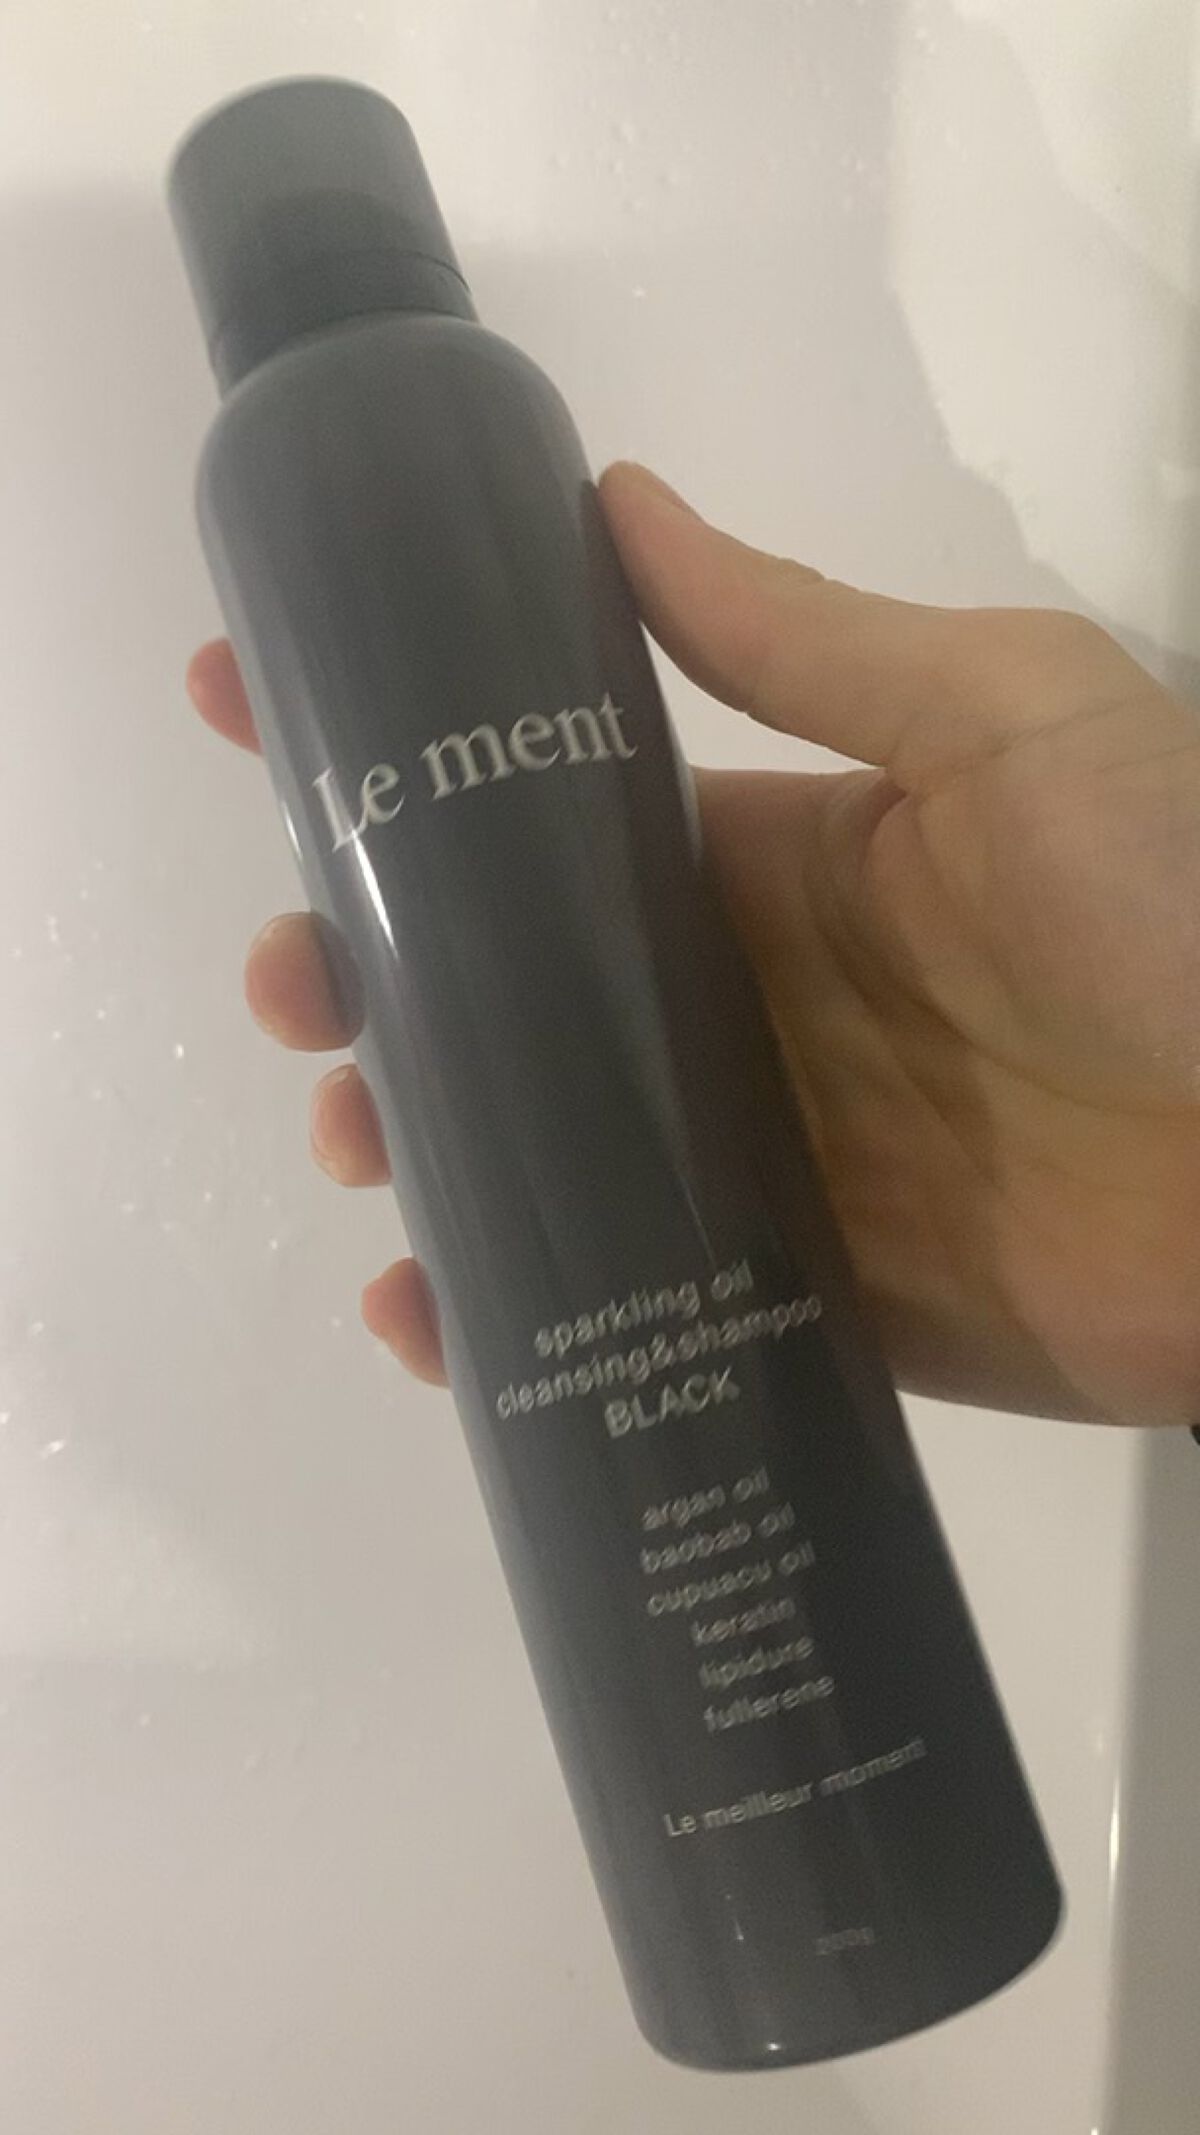 Le ment
sparkling oil
cleansing&shampoo
BLACK
argan oil
baobab oil
cupuacu oil
keratin
lipidure
fullerene
Le meilleur moment